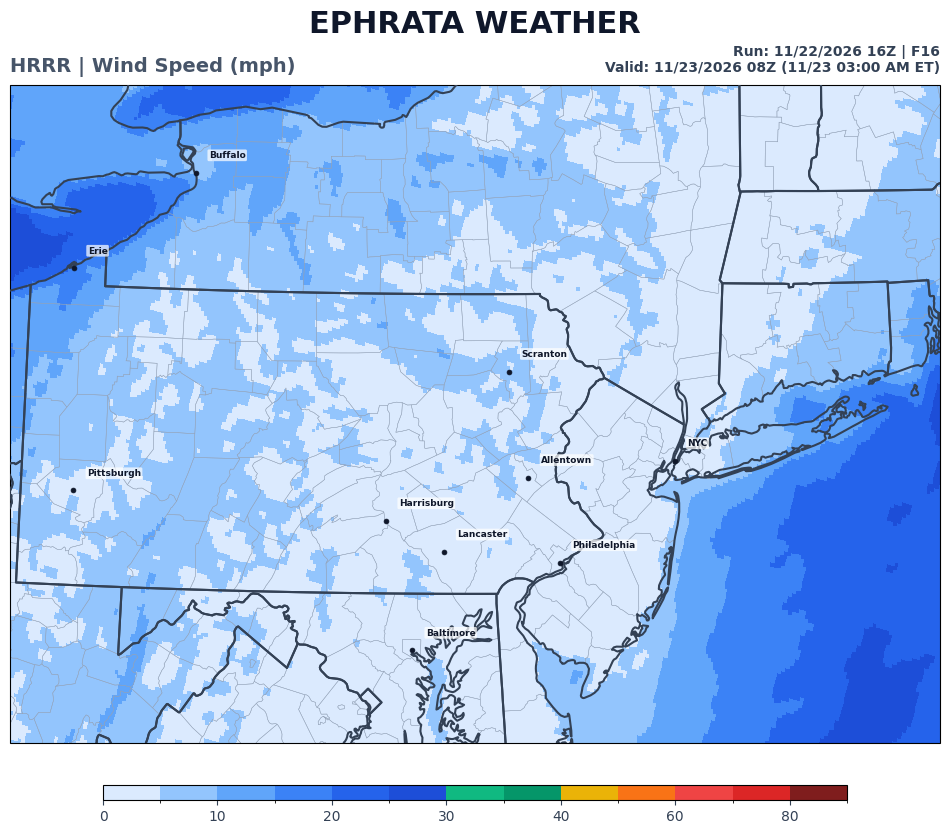 EPHRATA WEATHER
HRRR | Wind Speed (mph)
Run: 11/22/2026 16Z | F16
Valid: 11/23/2026 08Z (11/23 03:00 AM ET)
Buffalo
Erie
Scranton
NYC
Allentown
Pittsburgh
Harrisburg
Lancaster
Philadelphia
Baltimore
0 10 20 30 40 50 60 70 80